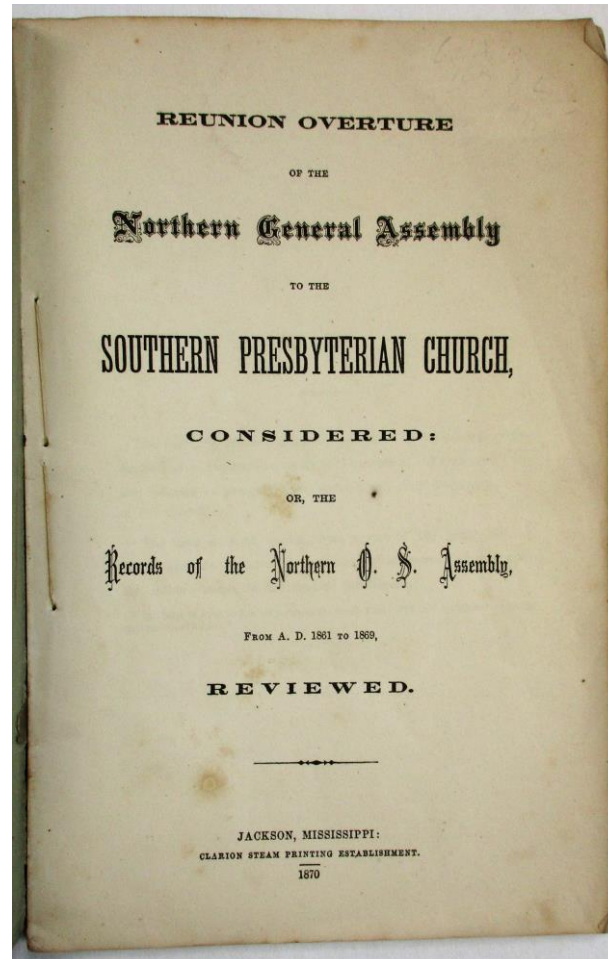 REUNION OVERTURE
OF THE
Northern General Assembly
TO THE
SOUTHERN PRESBYTERIAN CHURCH,
CONSIDERED:
OR, THE
Records of the Northern O. S. Assembly,
FROM A. D. 1861 TO 1869,
REVIEWED.
JACKSON, MISSISSIPPI:
CLARION STEAM PRINTING ESTABLISHMENT.
1870